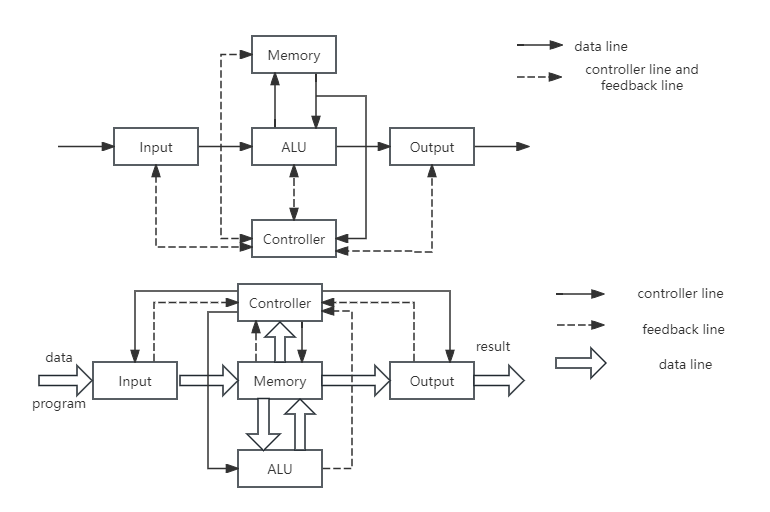 Memory
data line
controller line and
feedback line
Input
ALU
Output
Controller
Controller
controller line
feedback line
data line
data
program
Input
Memory
Output
result
ALU